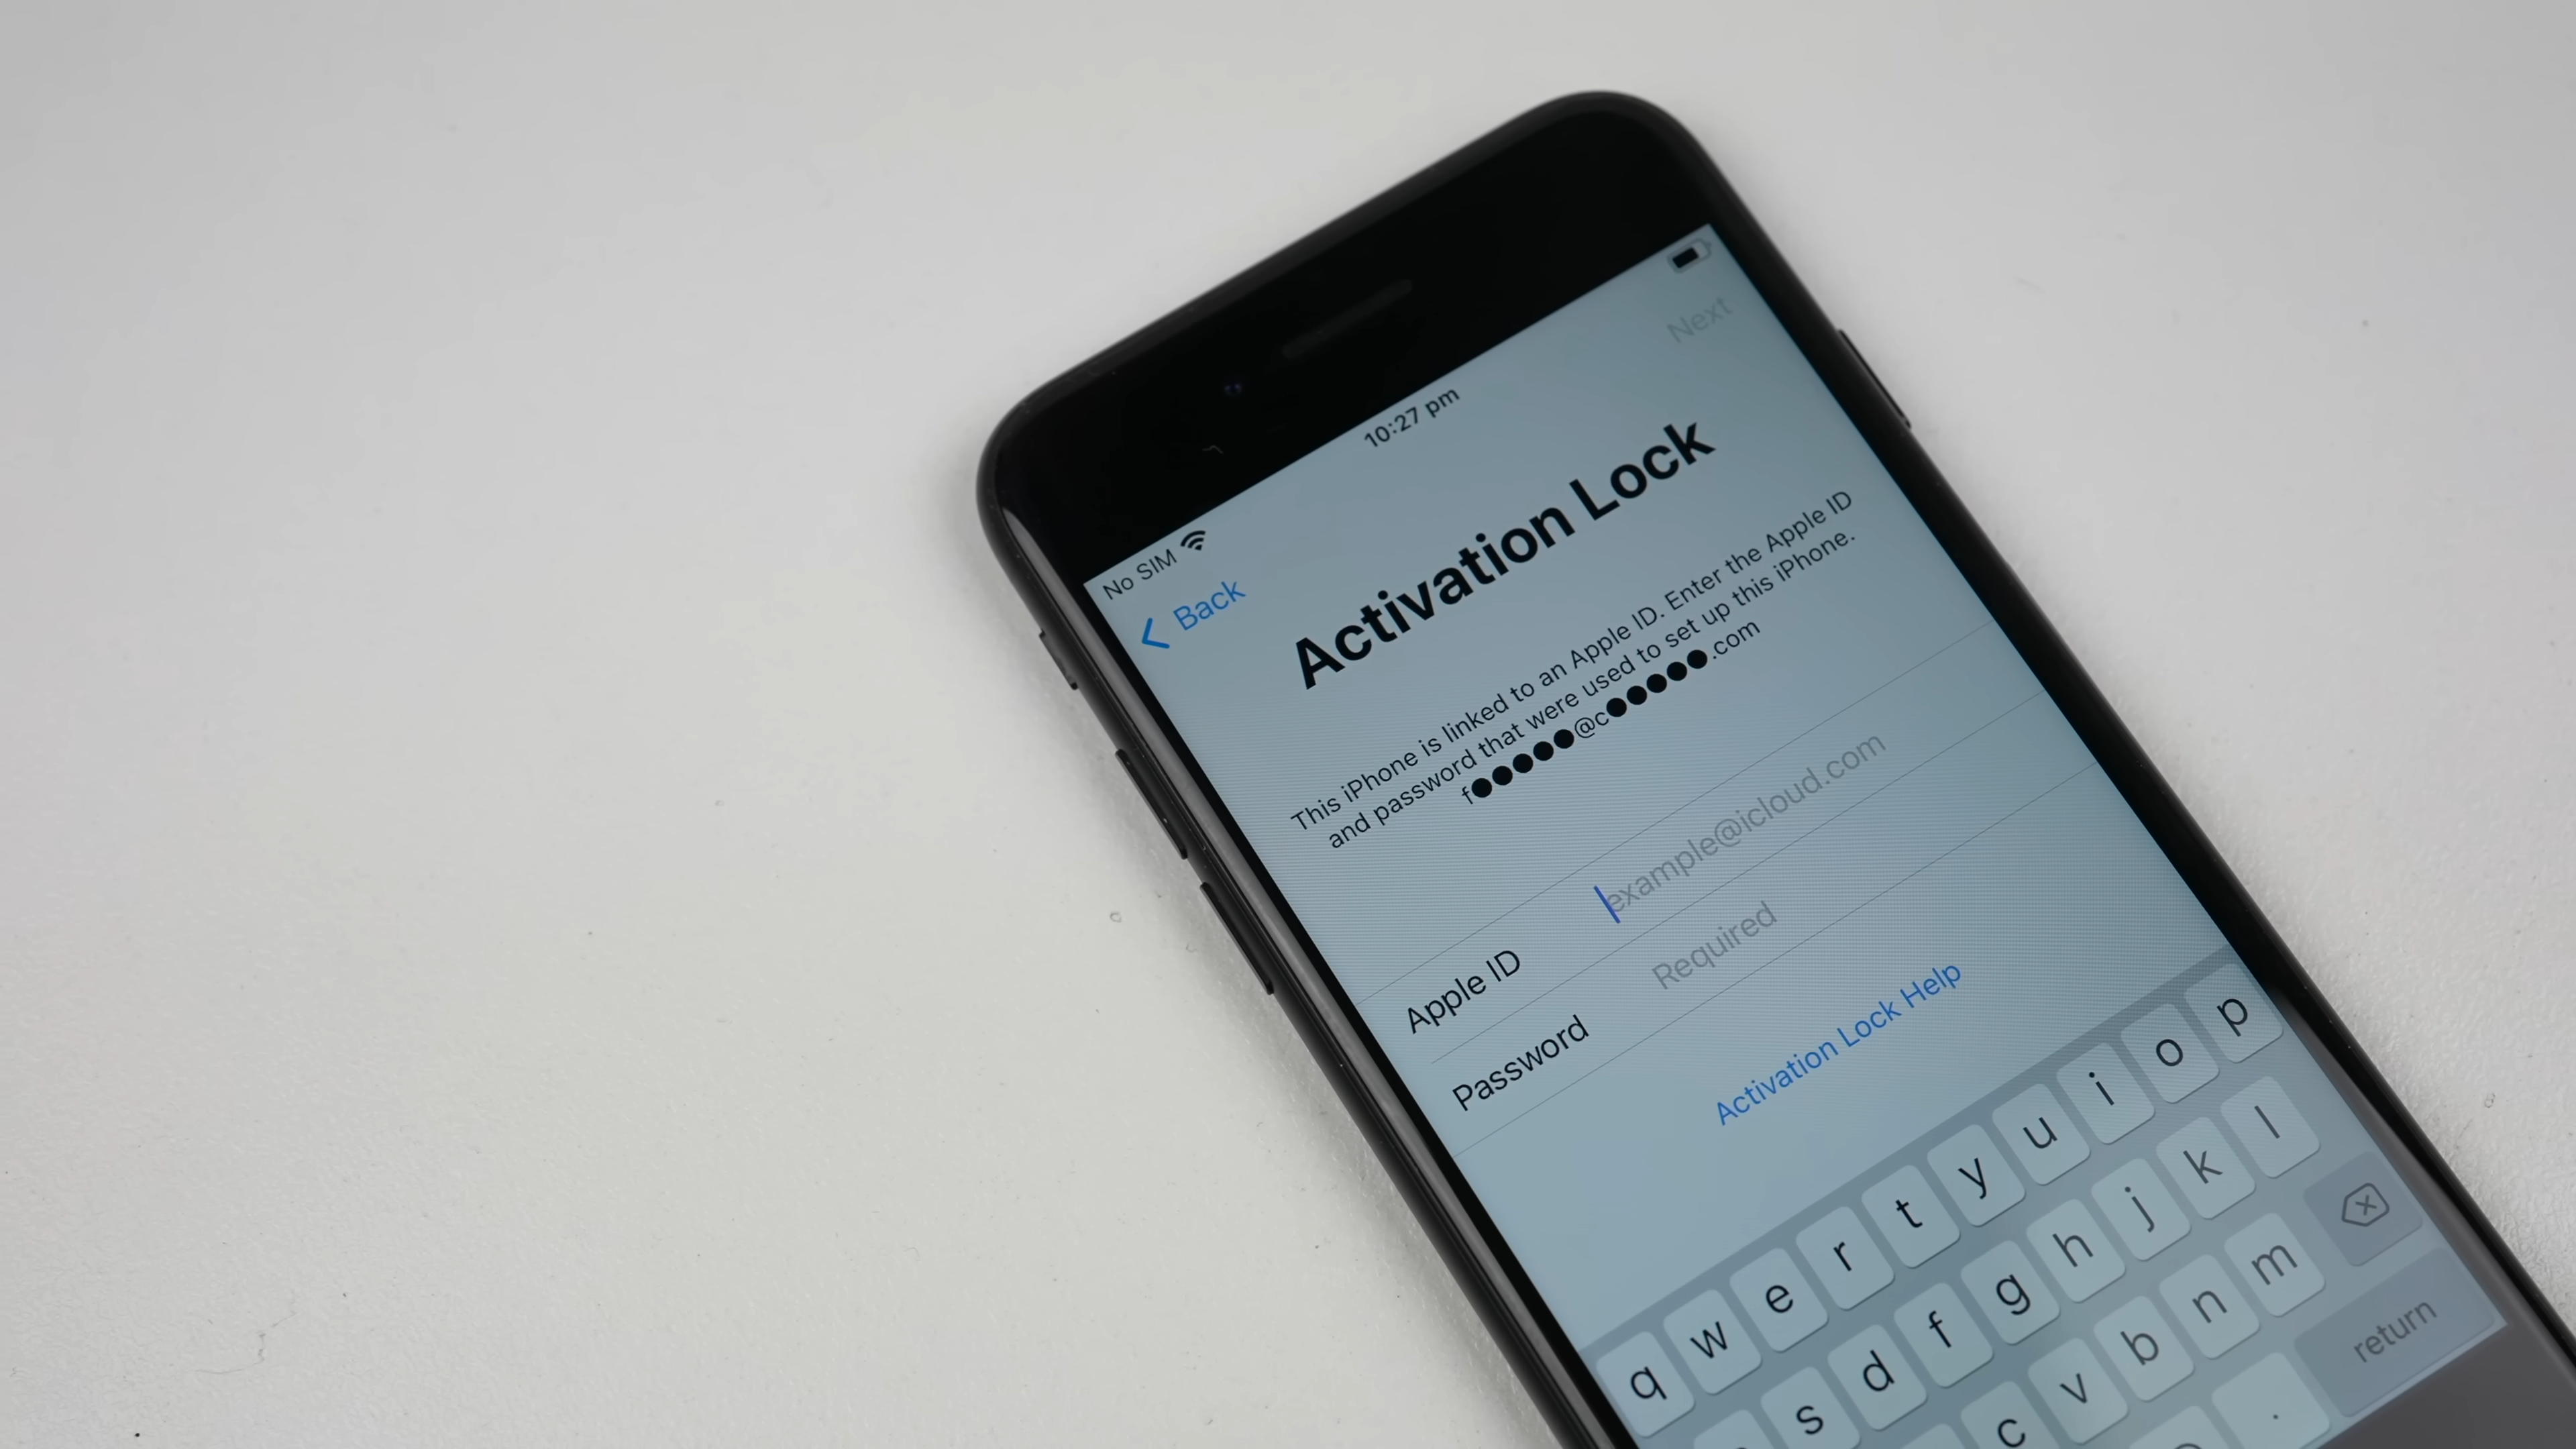 No SIM 10:27 pm
Back Next
Activation Lock
This iPhone is linked to an Apple ID. Enter the Apple ID
and password that were used to set up this iPhone.
f●●●●●@c●●●●●.com
Apple ID example@icloud.com
Password Required
Activation Lock Help
q w e r t y u i o p
s d f g h j k l
c v b n m
. return